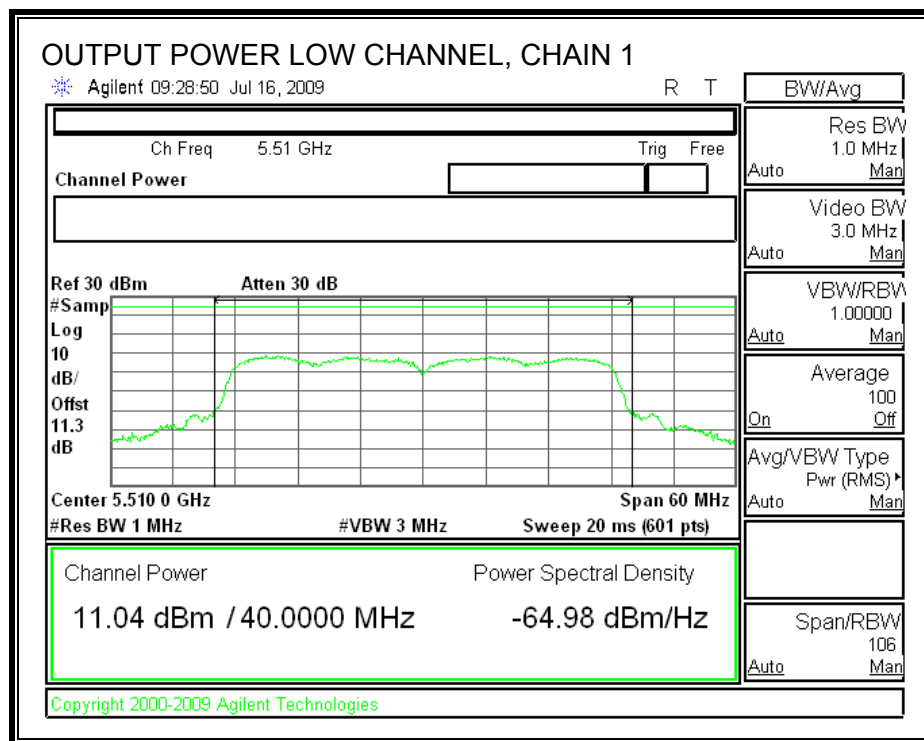 OUTPUT POWER LOW CHANNEL, CHAIN 1
Agilent 09:28:50 Jul 16, 2009 R T
Ch Freq 5.51 GHz Trig Free
Channel Power
Ref 30 dBm Atten 30 dB
#Samp
Log
10
dB/
Offst
11.3
dB
Center 5.510 0 GHz Span 60 MHz
#Res BW 1 MHz #VBW 3 MHz Sweep 20 ms (601 pts)
Channel Power Power Spectral Density
11.04 dBm / 40.0000 MHz -64.98 dBm/Hz
Copyright 2000-2009 Agilent Technologies
BW/Avg
Res BW
1.0 MHz
Auto Man
Video BW
3.0 MHz
Auto Man
VBW/RBW
1.00000
Auto Man
Average
100
On Off
Avg/VBW Type
Pwr (RMS)
Auto Man
Span/RBW
106
Auto Man